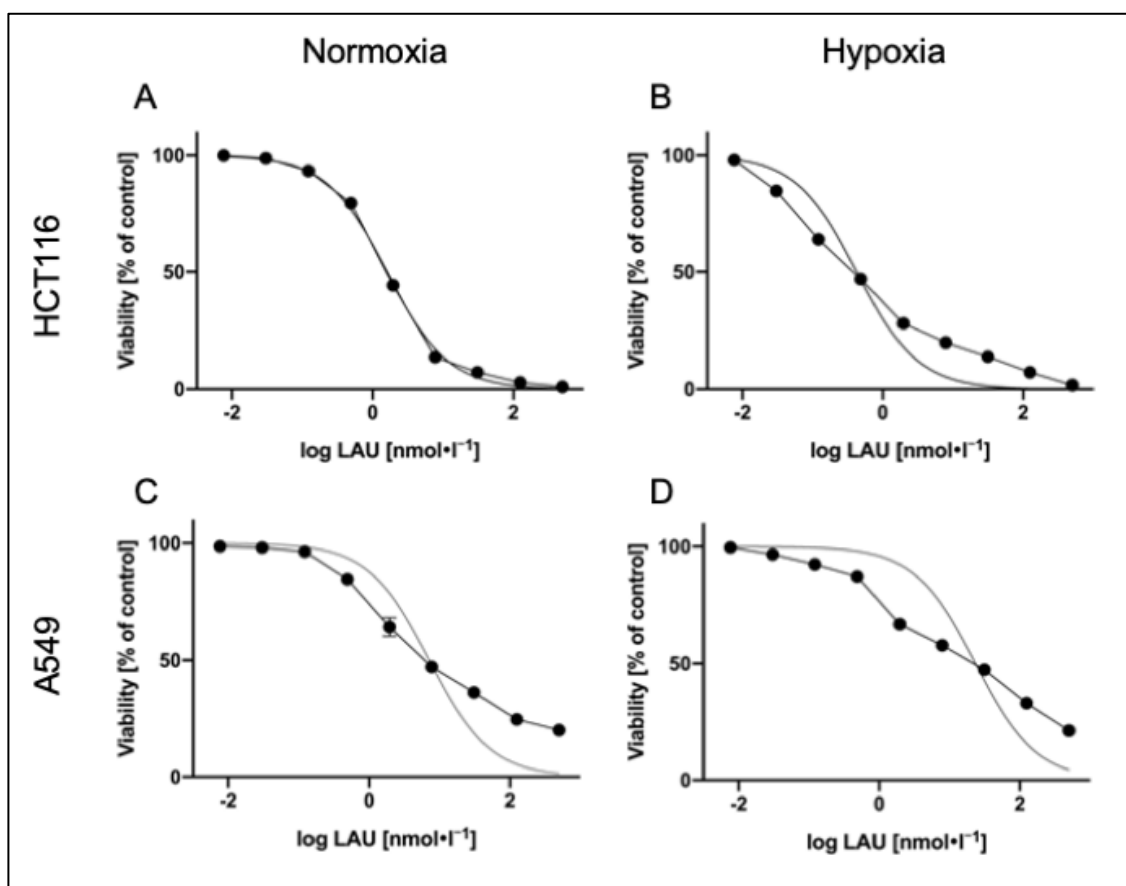 Normoxia
Hypoxia
HCT116
A
Viability [% of control]
100
50
0
-2
0
2
log LAU [nmol•l⁻¹]
B
Viability [% of control]
100
50
0
-2
0
2
log LAU [nmol•l⁻¹]
A549
C
Viability [% of control]
100
50
0
-2
0
2
log LAU [nmol•l⁻¹]
D
Viability [% of control]
100
50
0
-2
0
2
log LAU [nmol•l⁻¹]